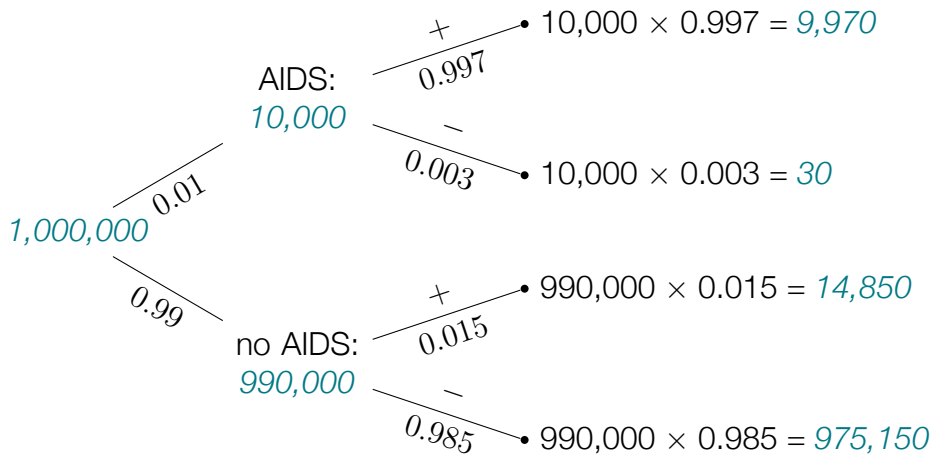 +
10,000 × 0.997 = 9,970
0.997
AIDS:
10,000
−
0.003
10,000 × 0.003 = 30
0.01
1,000,000
0.99
+
990,000 × 0.015 = 14,850
0.015
no AIDS:
990,000
−
0.985
990,000 × 0.985 = 975,150